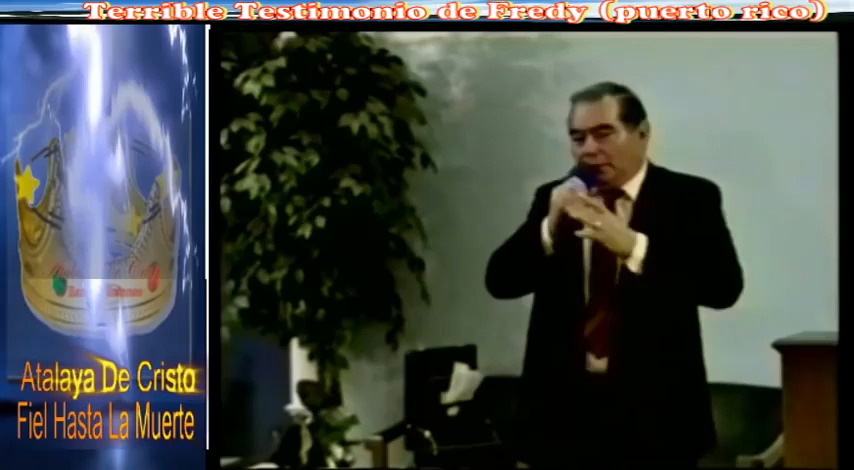 Terrible Testimonio de Fredy (puerto rico)
Atalaya De Cristo
Fiel Hasta La Muerte